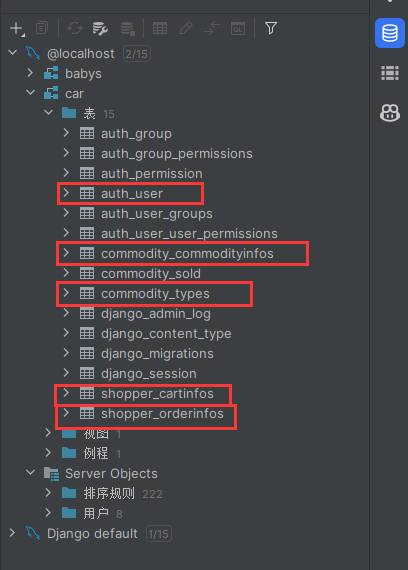 @localhost 2/15
babys
car
表 15
auth_group
auth_group_permissions
auth_permission
auth_user
auth_user_groups
auth_user_user_permissions
commodity_commodityinfos
commodity_sold
commodity_types
django_admin_log
django_content_type
django_migrations
django_session
shopper_cartinfos
shopper_orderinfos
视图 1
例程 1
Server Objects
排序规则 222
用户 8
Django default 1/15